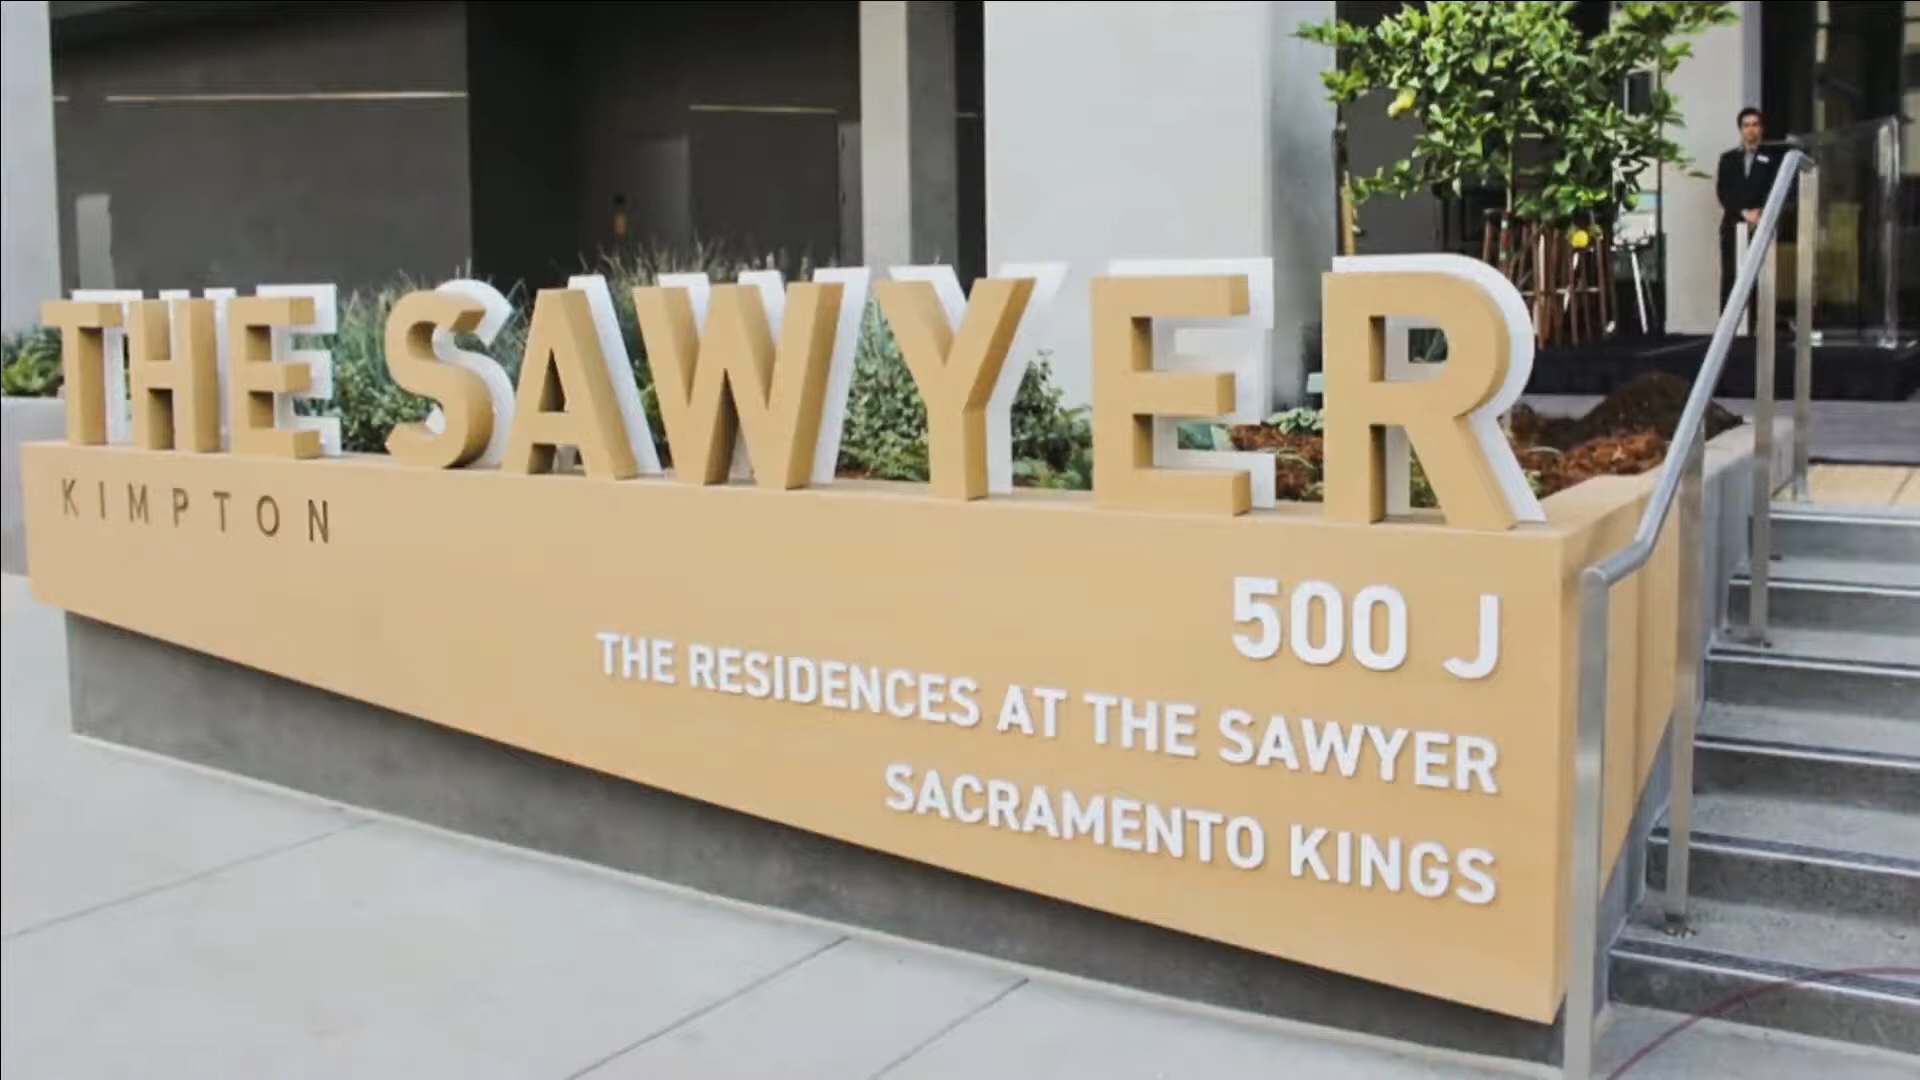 THE SAWYER
KIMPTON
500 J
THE RESIDENCES AT THE SAWYER
SACRAMENTO KINGS